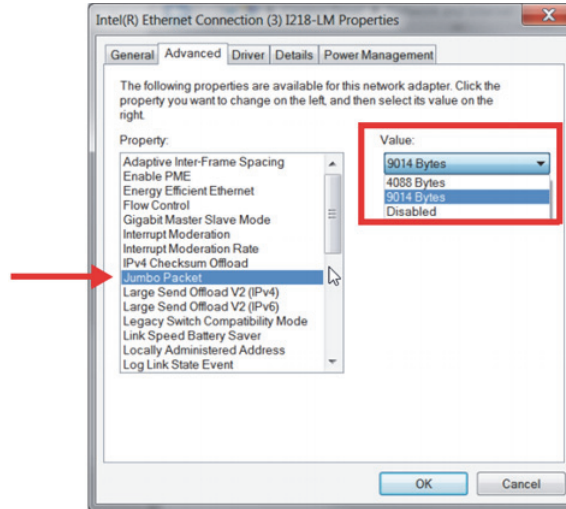 Intel(R) Ethernet Connection (3) I218-LM Properties
General Advanced Driver Details Power Management
The following properties are available for this network adapter. Click the
property you want to change on the left, and then select its value on the
right.
Property:
Adaptive Inter-Frame Spacing
Enable PME
Energy Efficient Ethernet
Flow Control
Gigabit Master Slave Mode
Interrupt Moderation
Interrupt Moderation Rate
IPv4 Checksum Offload
Jumbo Packet
Large Send Offload V2 (IPv4)
Large Send Offload V2 (IPv6)
Legacy Switch Compatibility Mode
Link Speed Battery Saver
Locally Administered Address
Log Link State Event
Value:
9014 Bytes
4088 Bytes
9014 Bytes
Disabled
OK Cancel